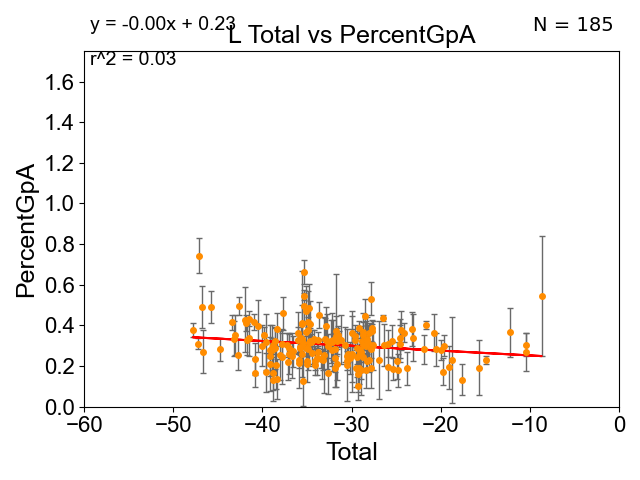 y = -0.00x + 0.23
L Total vs PercentGpA
N = 185
r^2 = 0.03
PercentGpA
1.6
1.4
1.2
1.0
0.8
0.6
0.4
0.2
0.0
−60
−50
−40
−30
−20
−10
0
Total